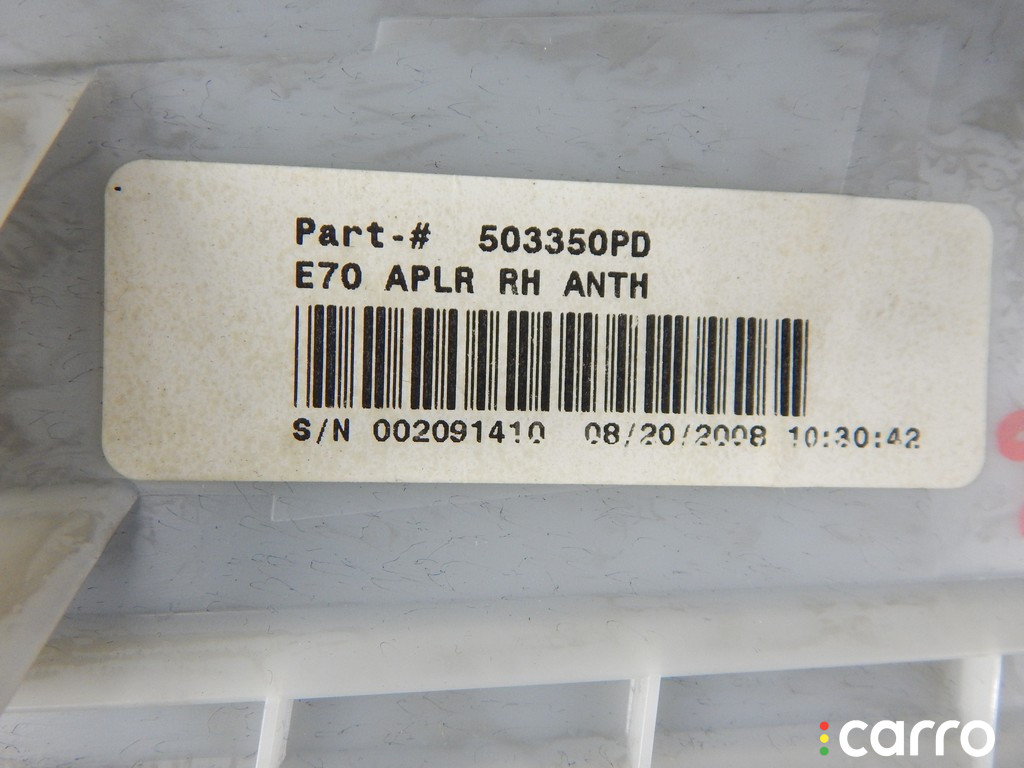 Part-# 503350PD
E70 APLR RH ANTH
S/N 002091410 08/20/2008 10:30:42
carro